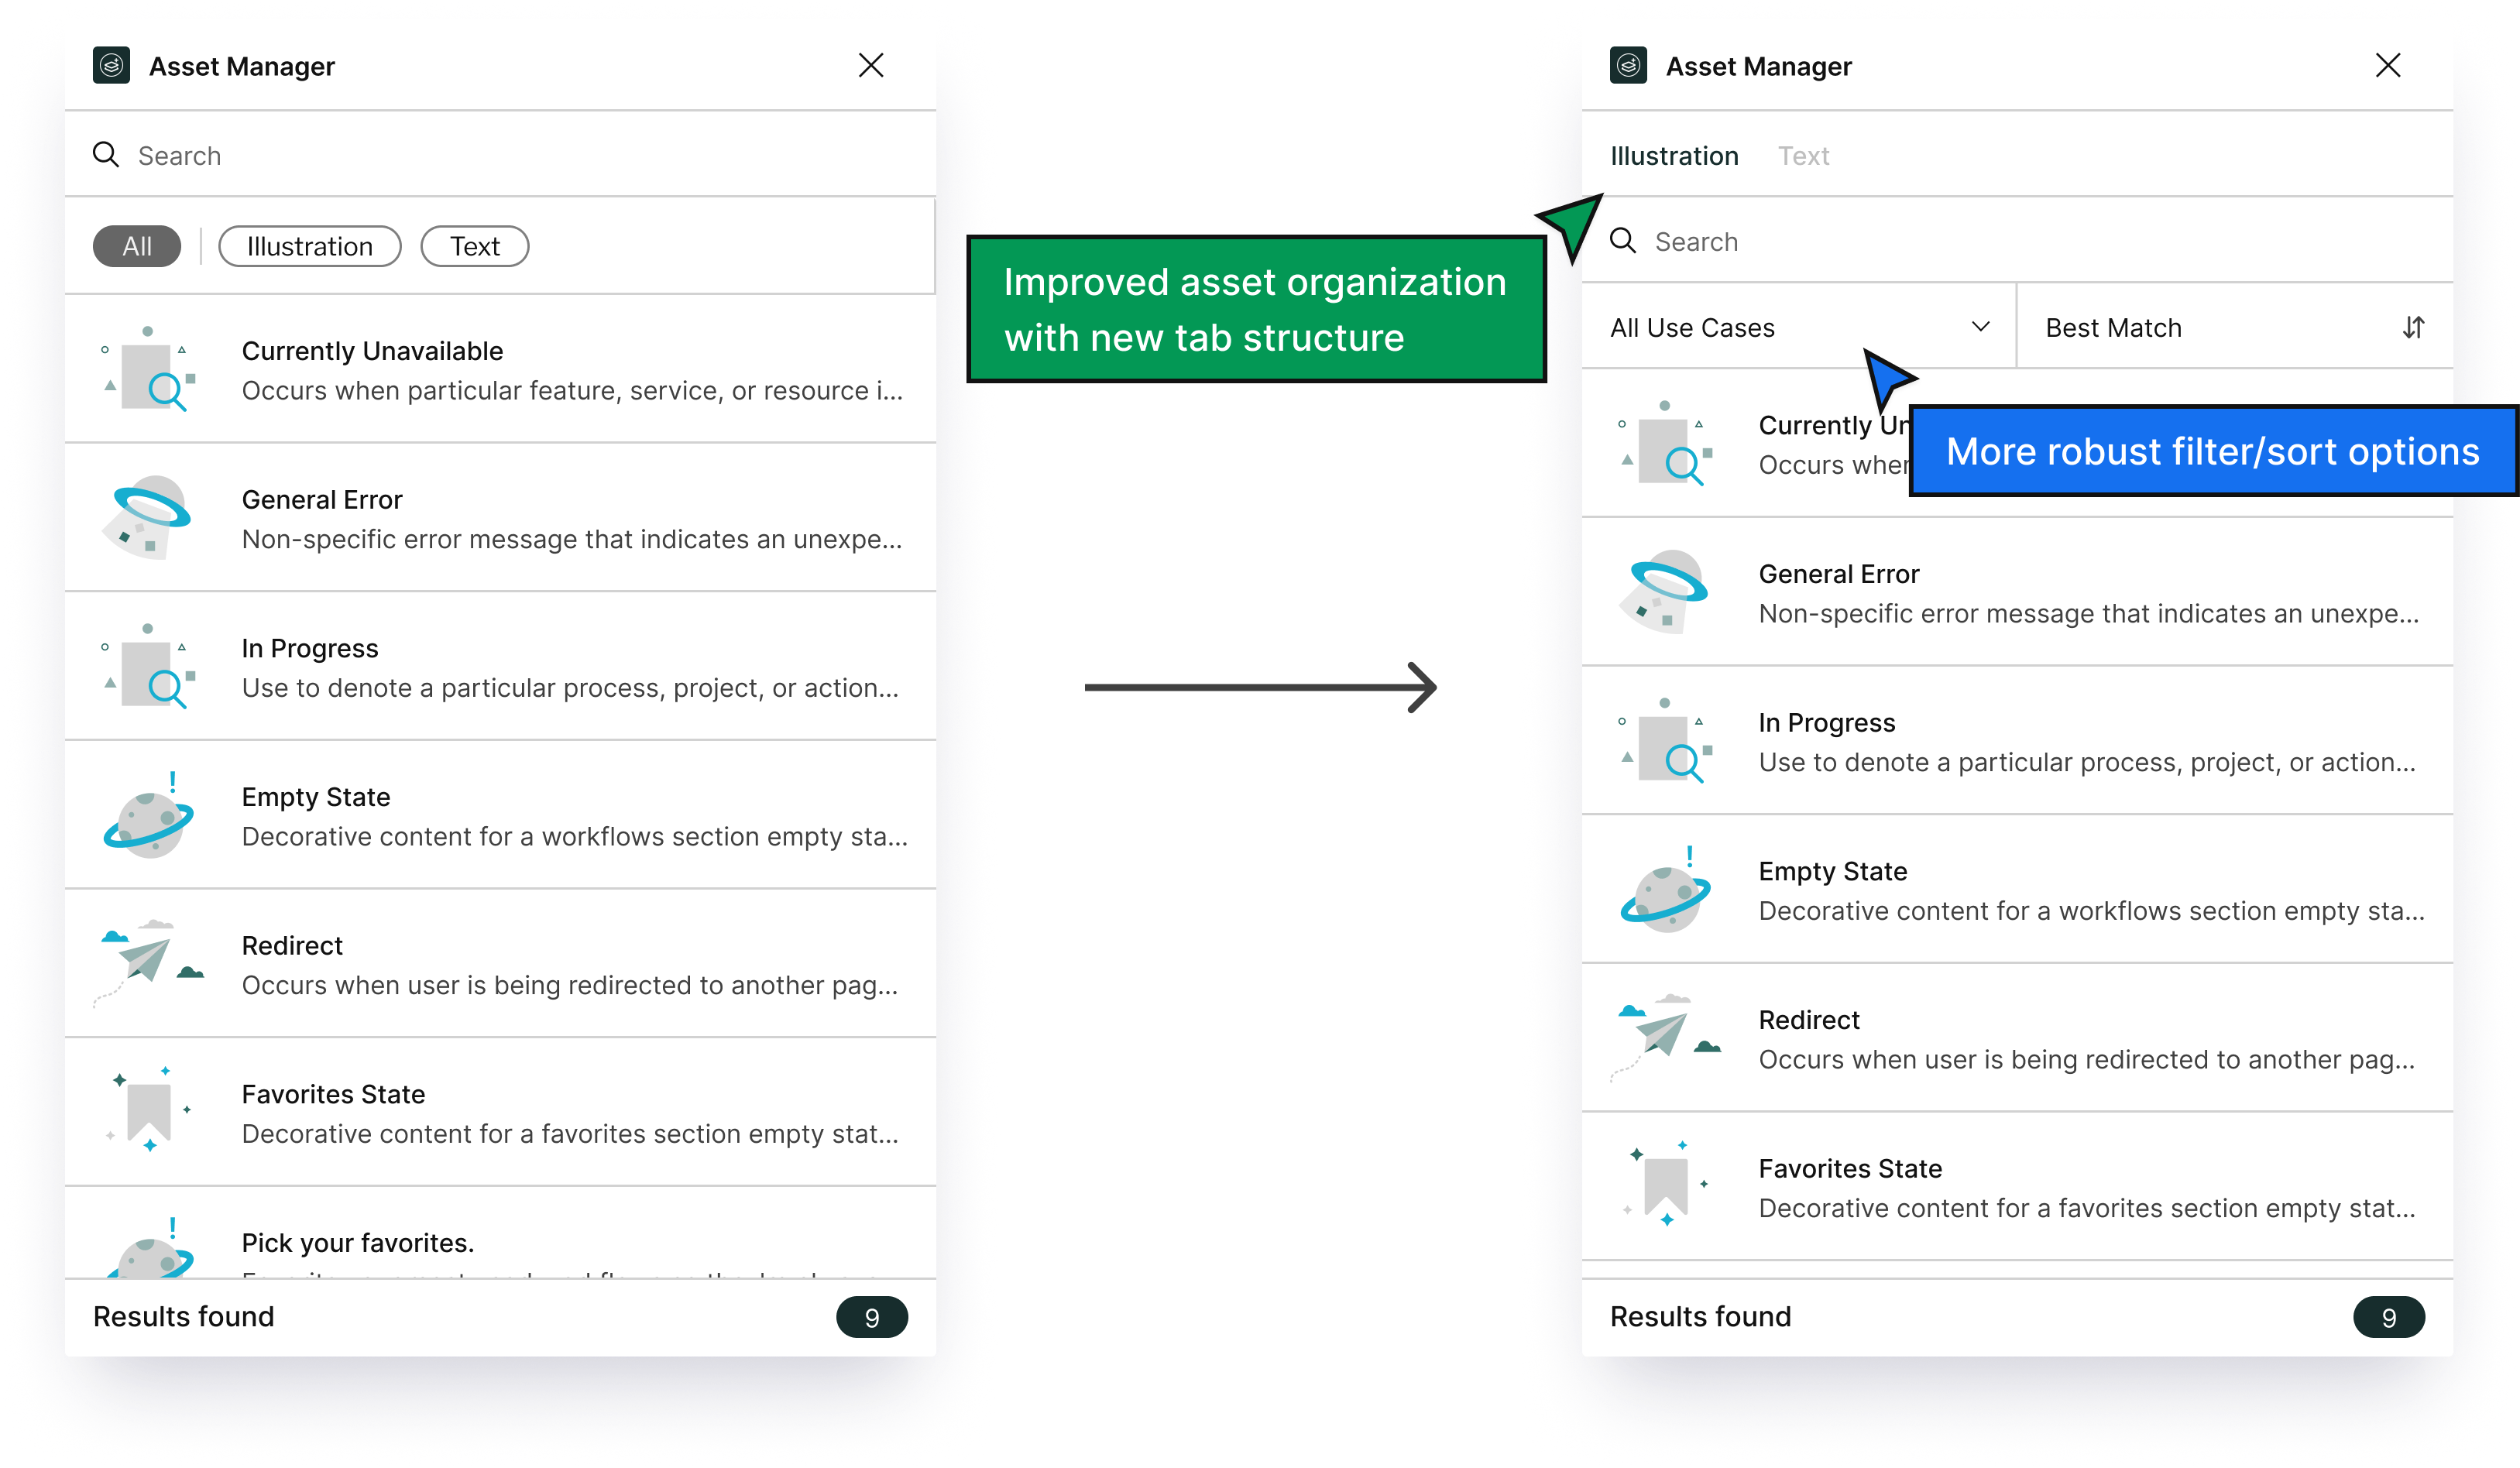 Asset Manager
Search
All
Illustration
Text
Currently Unavailable
Occurs when particular feature, service, or resource i...
General Error
Non-specific error message that indicates an unexpe...
In Progress
Use to denote a particular process, project, or action...
Empty State
Decorative content for a workflows section empty sta...
Redirect
Occurs when user is being redirected to another pag...
Favorites State
Decorative content for a favorites section empty stat...
Pick your favorites.
Results found
9
Improved asset organization
with new tab structure
Asset Manager
Illustration
Text
Search
All Use Cases
Best Match
More robust filter/sort options
Currently Un
Occurs wher
General Error
Non-specific error message that indicates an unexpe...
In Progress
Use to denote a particular process, project, or action...
Empty State
Decorative content for a workflows section empty sta...
Redirect
Occurs when user is being redirected to another pag...
Favorites State
Decorative content for a favorites section empty stat...
Results found
9